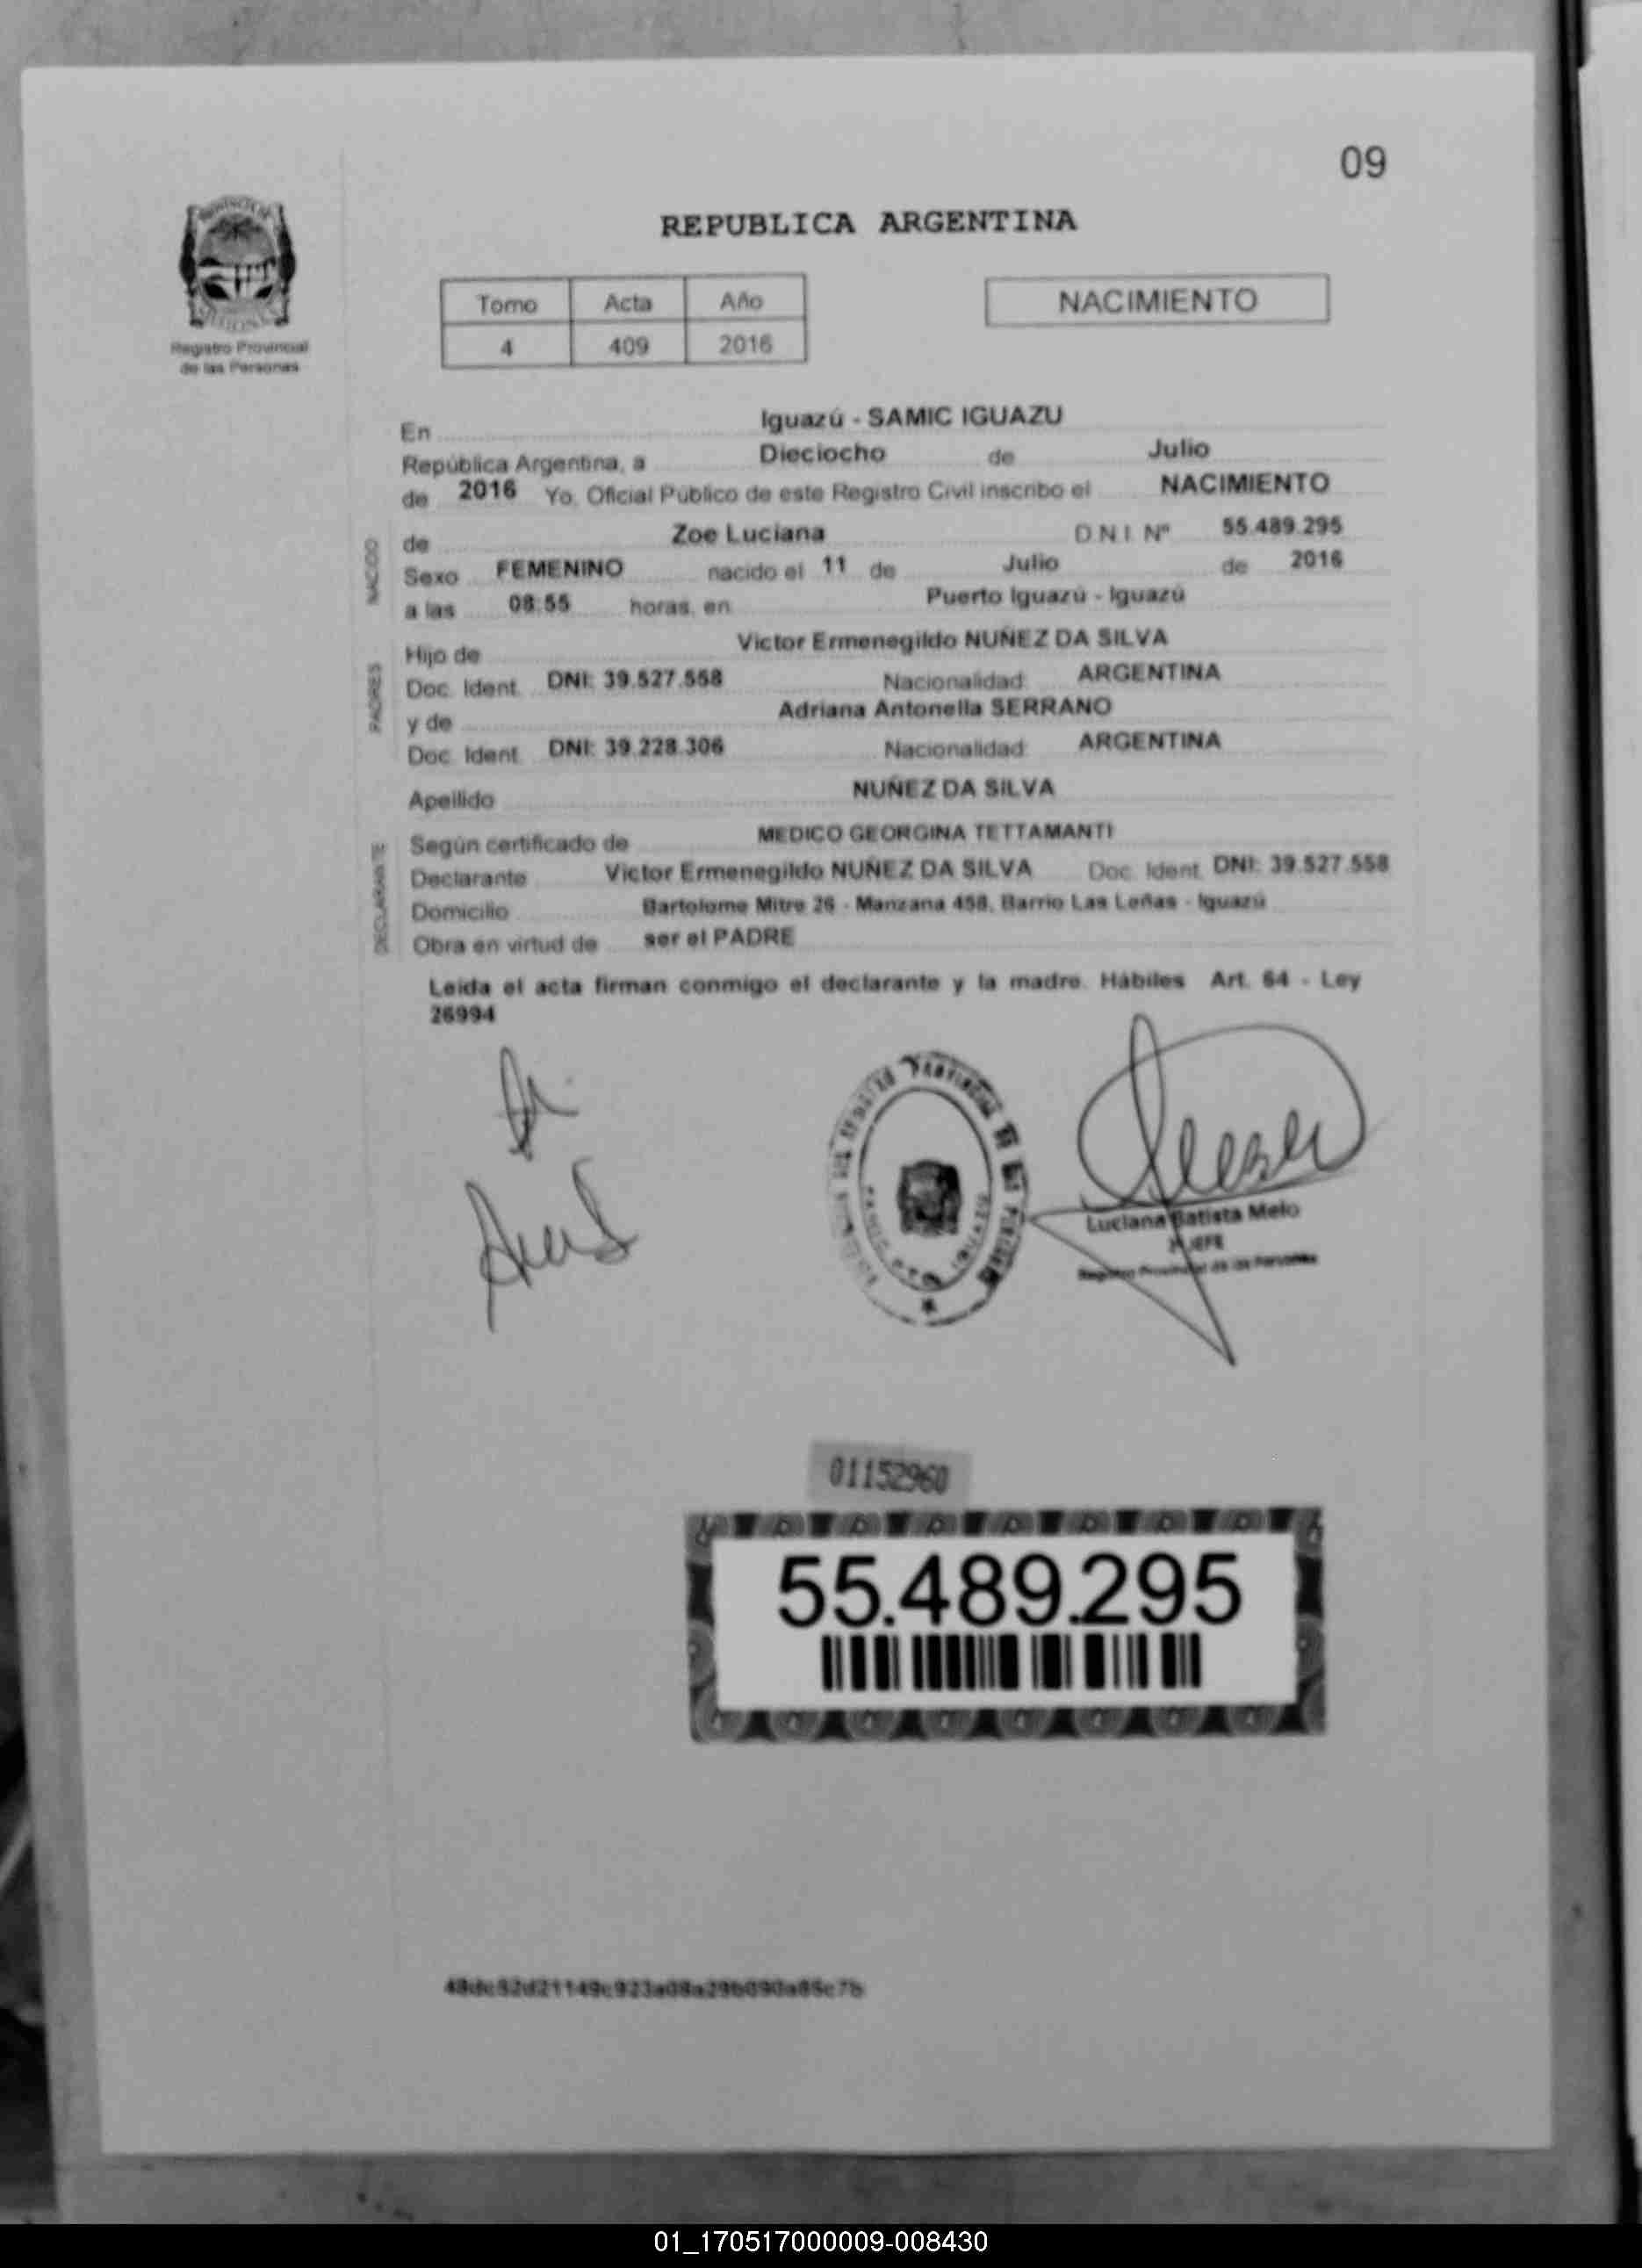 09
REPUBLICA ARGENTINA
Registro Provincial
de las Personas
Tomo Acta Año
4 409 2016
NACIMIENTO
En Iguazú - SAMIC IGUAZU
República Argentina, a Dieciocho de Julio
de 2016 Yo, Oficial Público de este Registro Civil inscribo el NACIMIENTO
NACIDO
de Zoe Luciana D N I Nº 55.489.295
Sexo FEMENINO nacido el 11 de Julio de 2016
a las 08:55 horas, en Puerto Iguazú - Iguazú
PADRES
Hijo de Victor Ermenegildo NUÑEZ DA SILVA
Doc. Ident. DNI: 39.527.558 Nacionalidad: ARGENTINA
y de Adriana Antonella SERRANO
Doc. Ident. DNI: 39.228.306 Nacionalidad: ARGENTINA
Apellido NUÑEZ DA SILVA
DECLARANTE
Según certificado de MEDICO GEORGINA TETTAMANTI
Declarante Victor Ermenegildo NUÑEZ DA SILVA Doc. Ident. DNI: 39.527.558
Domicilio Bartolome Mitre 26 - Manzana 458, Barrio Las Leñas - Iguazú
Obra en virtud de ser el PADRE
Leida el acta firman conmigo el declarante y la madre. Hábiles Art. 64 - Ley
26994
Luciana Batista Melo
JEFE
Registro Provincial de las Personas
01152960
55.489.295
01_170517000009-008430